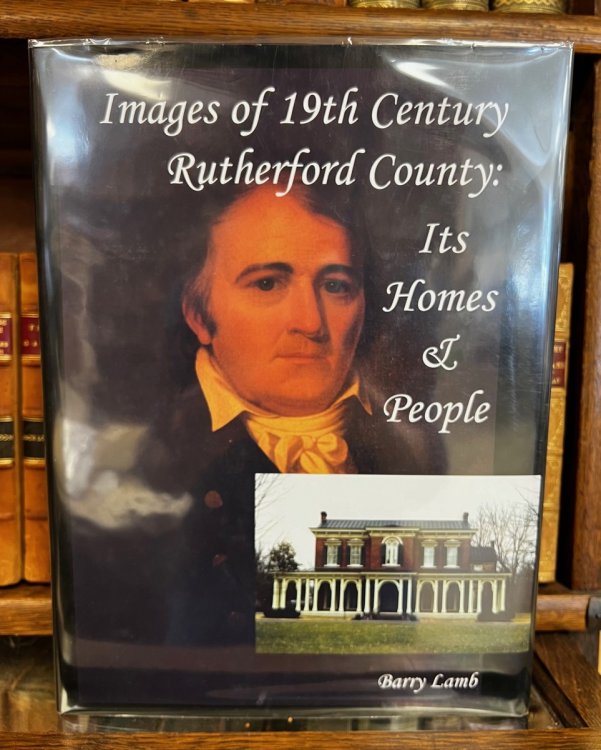 Images of 19th Century
Rutherford County:
Its
Homes
&
People
Barry Lamb